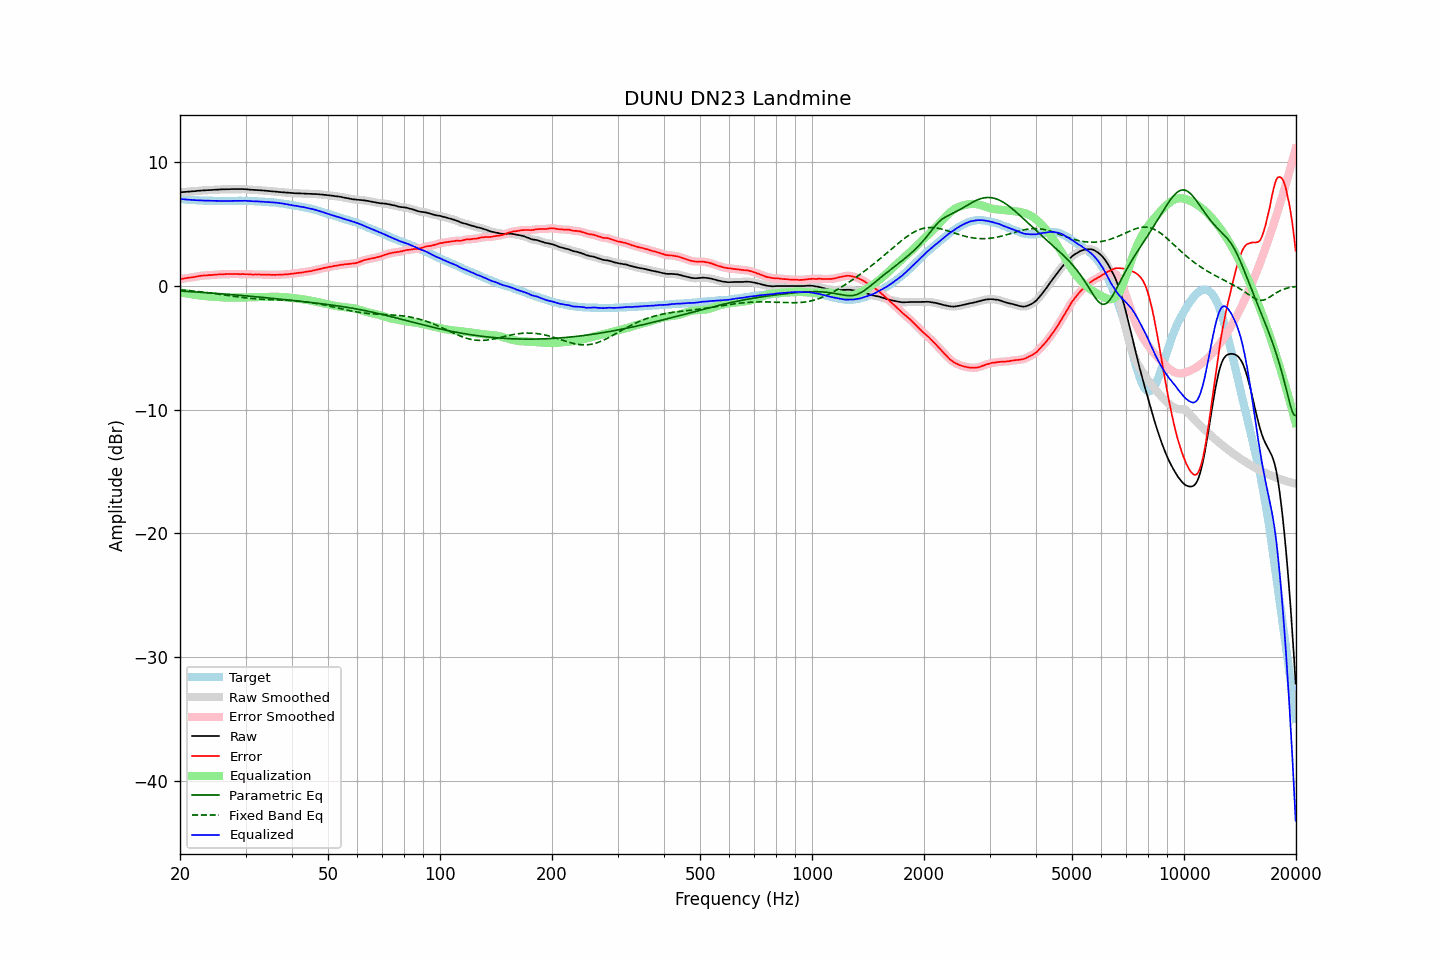 DUNU DN23 Landmine
10
0
−10
−20
−30
−40
Amplitude (dBr)
Target
Raw Smoothed
Error Smoothed
Raw
Error
Equalization
Parametric Eq
Fixed Band Eq
Equalized
20 50 100 200 500 1000 2000 5000 10000 20000
Frequency (Hz)